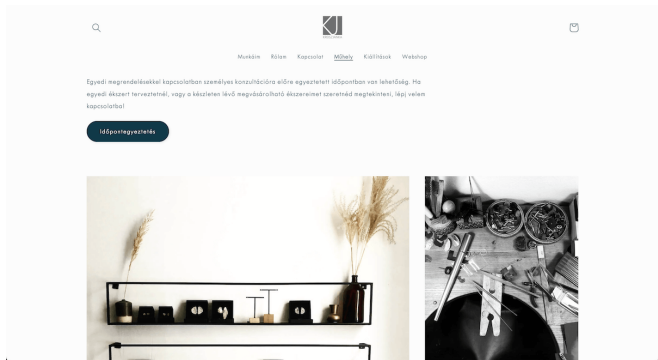 KJ
Munkáim Rólam Kapcsolat Műhely Kiállítások Webshop
Egyedi megrendelésekkel kapcsolatban személyes konzultációra előre egyeztetett időpontban van lehetőség. Ha
egyedi ékszert terveztetnél, vagy a készleten lévő megvásárolható ékszereimet szeretnéd megtekinteni, lépj velem
kapcsolatba!
Időpontegyeztetés